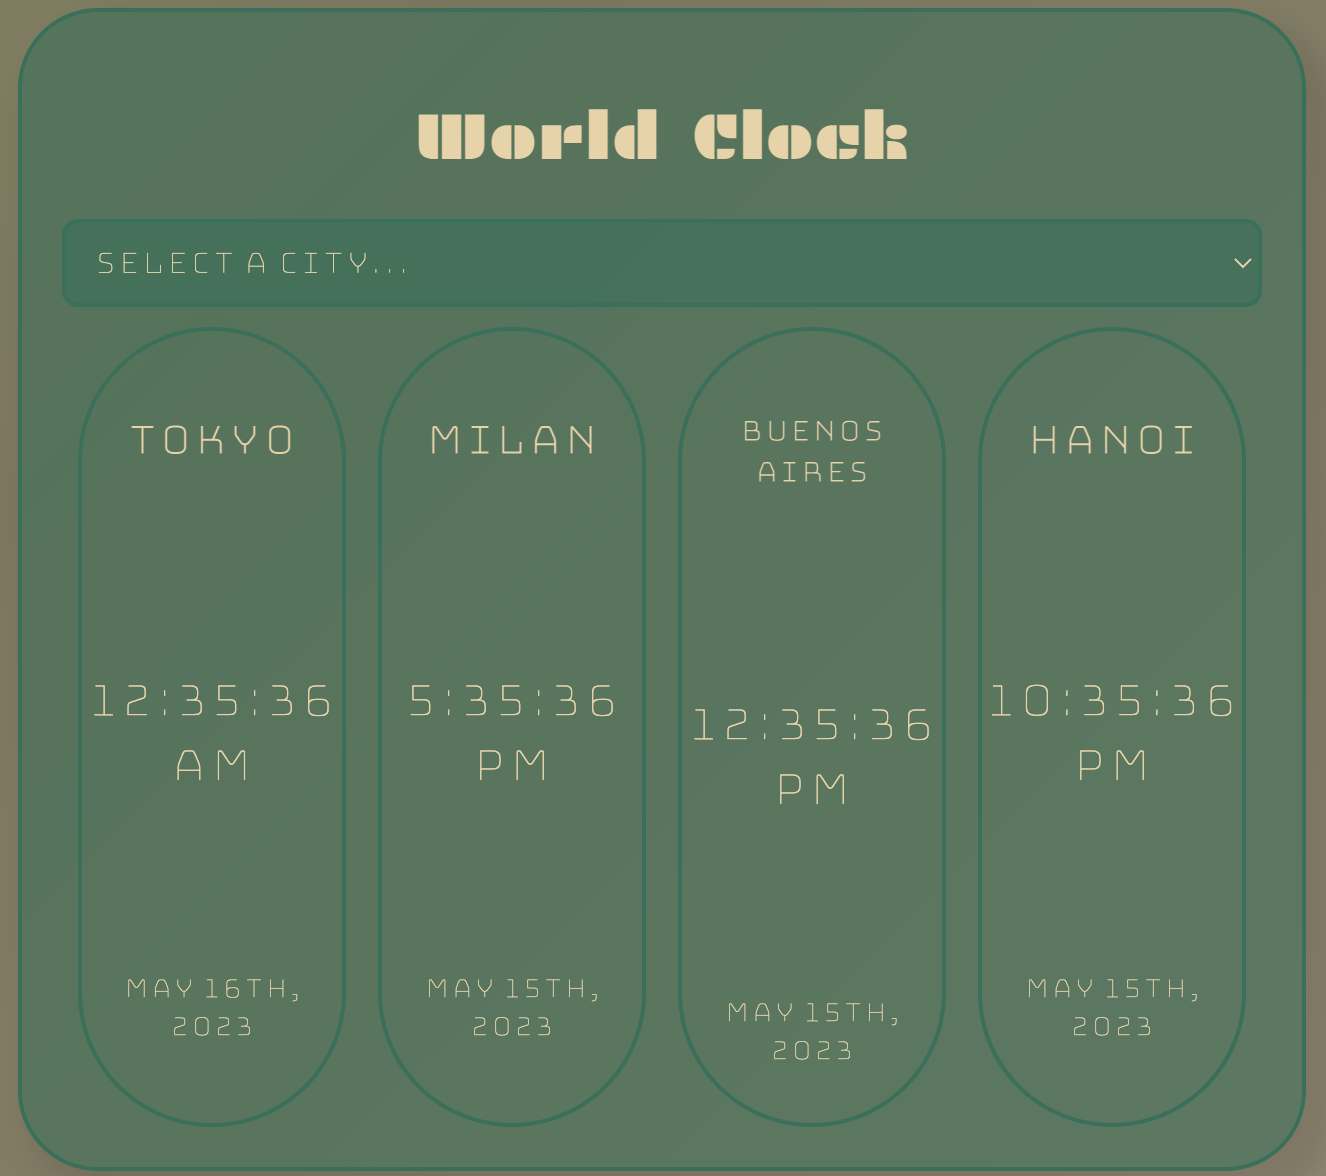 World Clock
SELECT A CITY...
TOKYO
12:35:36
AM
MAY 16TH,
2023
MILAN
5:35:36
PM
MAY 15TH,
2023
BUENOS
AIRES
12:35:36
PM
MAY 15TH,
2023
HANOI
10:35:36
PM
MAY 15TH,
2023